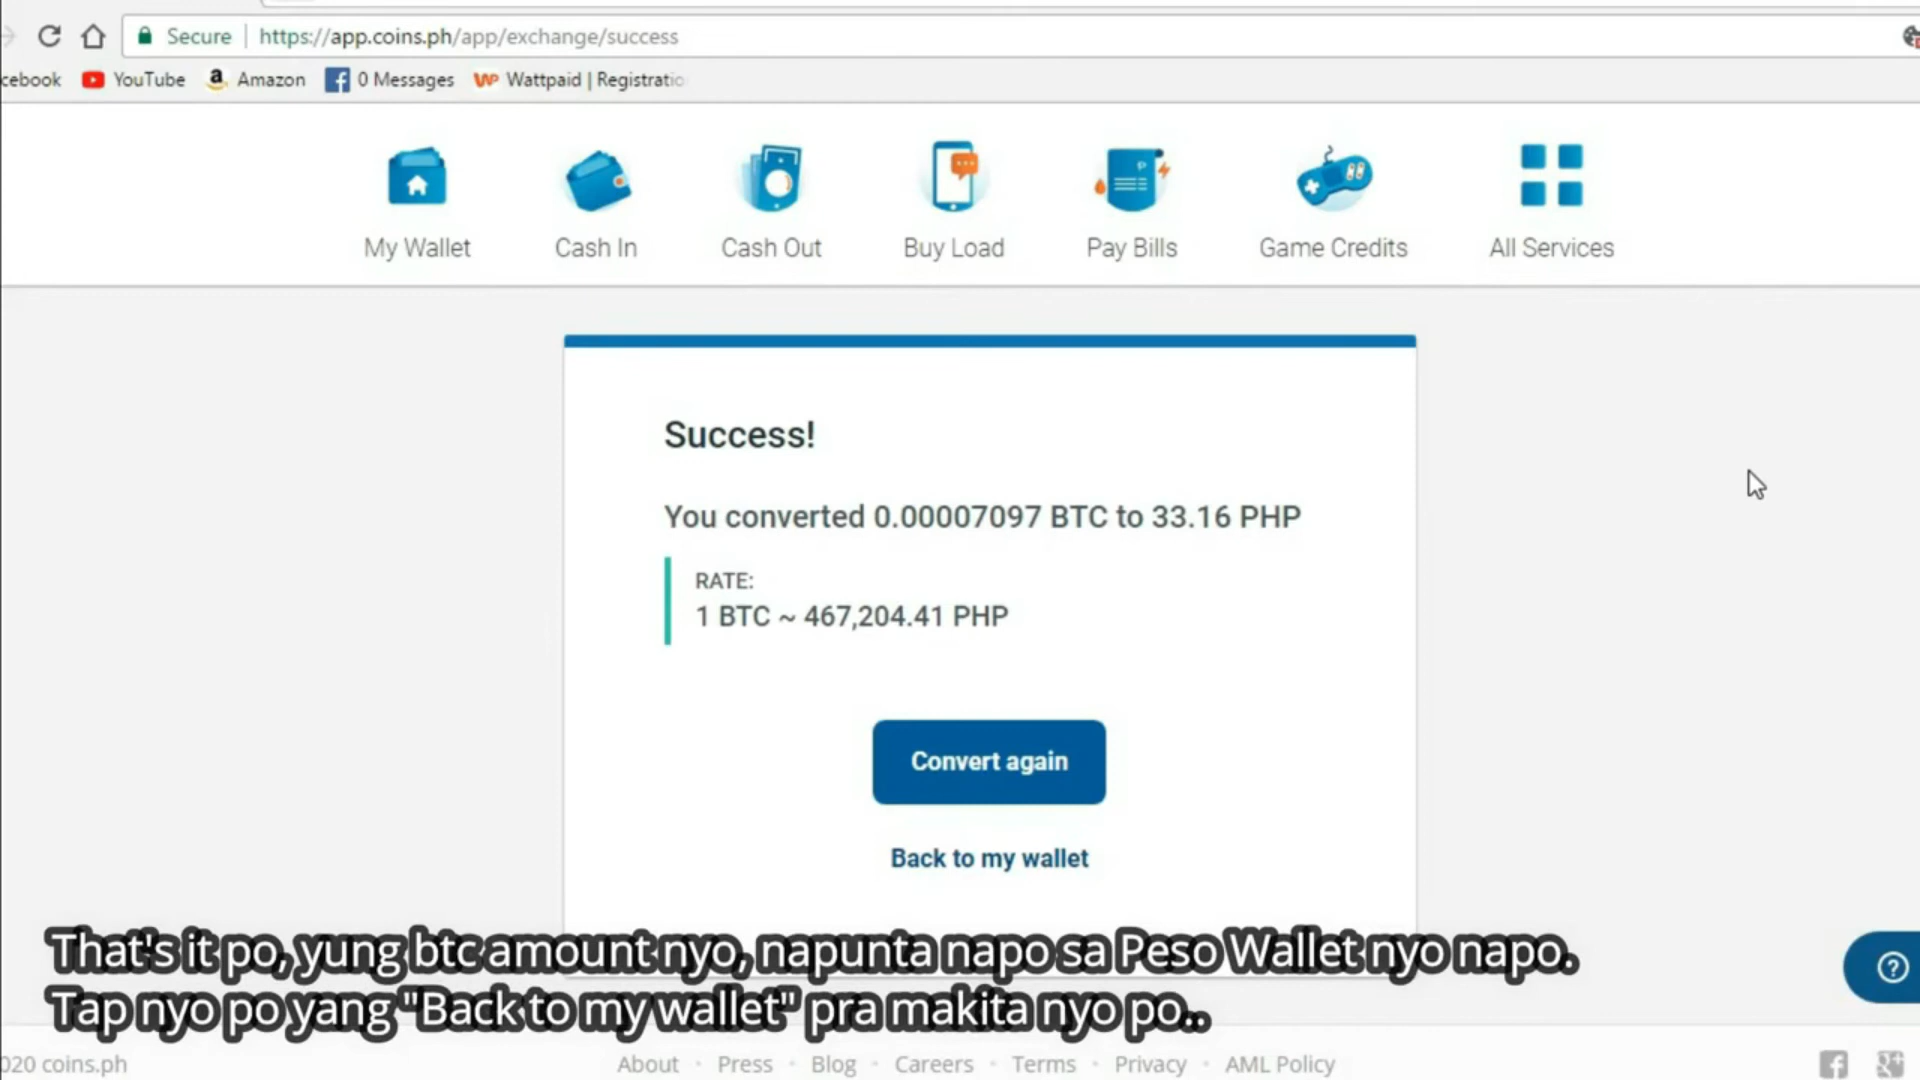 Secure https://app.coins.ph/app/exchange/success
cebook YouTube Amazon 0 Messages Wattpaid | Registratio
My Wallet Cash In Cash Out Buy Load Pay Bills Game Credits All Services
Success!
You converted 0.00007097 BTC to 33.16 PHP
RATE:
1 BTC ~ 467,204.41 PHP
Convert again
Back to my wallet
That's it po, yung btc amount nyo, napunta napo sa Peso Wallet nyo napo.
Tap nyo po yang "Back to my wallet" pra makita nyo po..
020 coins.ph About · Press · Blog · Careers · Terms · Privacy · AML Policy